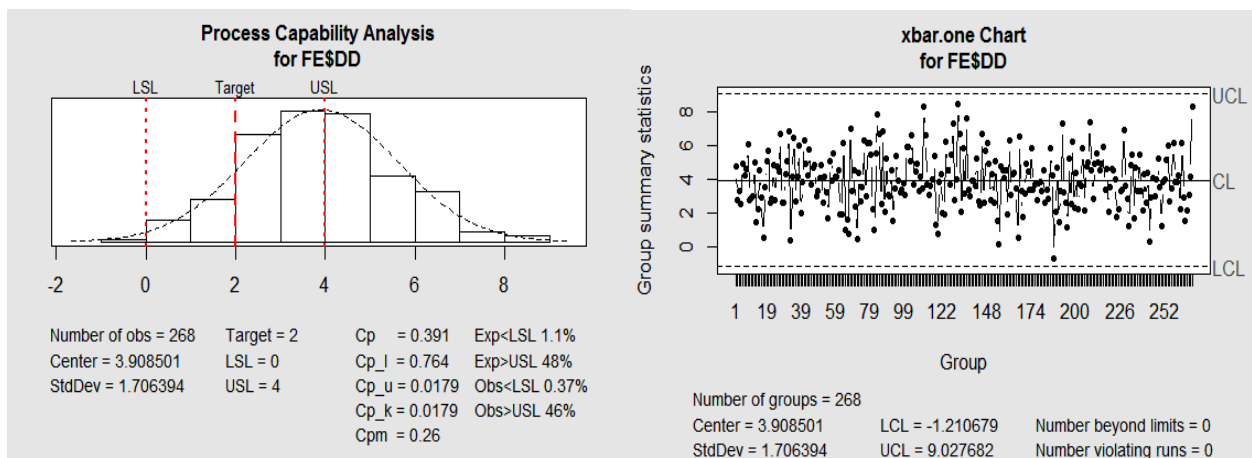 Process Capability Analysis
for FE$DD
LSL Target USL
-2 0 2 4 6 8
Number of obs = 268 Target = 2 Cp = 0.391 Exp<LSL 1.1%
Center = 3.908501 LSL = 0 Cp_l = 0.764 Exp>USL 48%
StdDev = 1.706394 USL = 4 Cp_u = 0.0179 Obs<LSL 0.37%
Cp_k = 0.0179 Obs>USL 46%
Cpm = 0.26
xbar.one Chart
for FE$DD
Group summary statistics
8
6
4
2
0
UCL
CL
LCL
1 19 39 59 79 99 122 148 174 200 226 252
Group
Number of groups = 268
Center = 3.908501 LCL = -1.210679 Number beyond limits = 0
StdDev = 1.706394 UCL = 9.027682 Number violating runs = 0